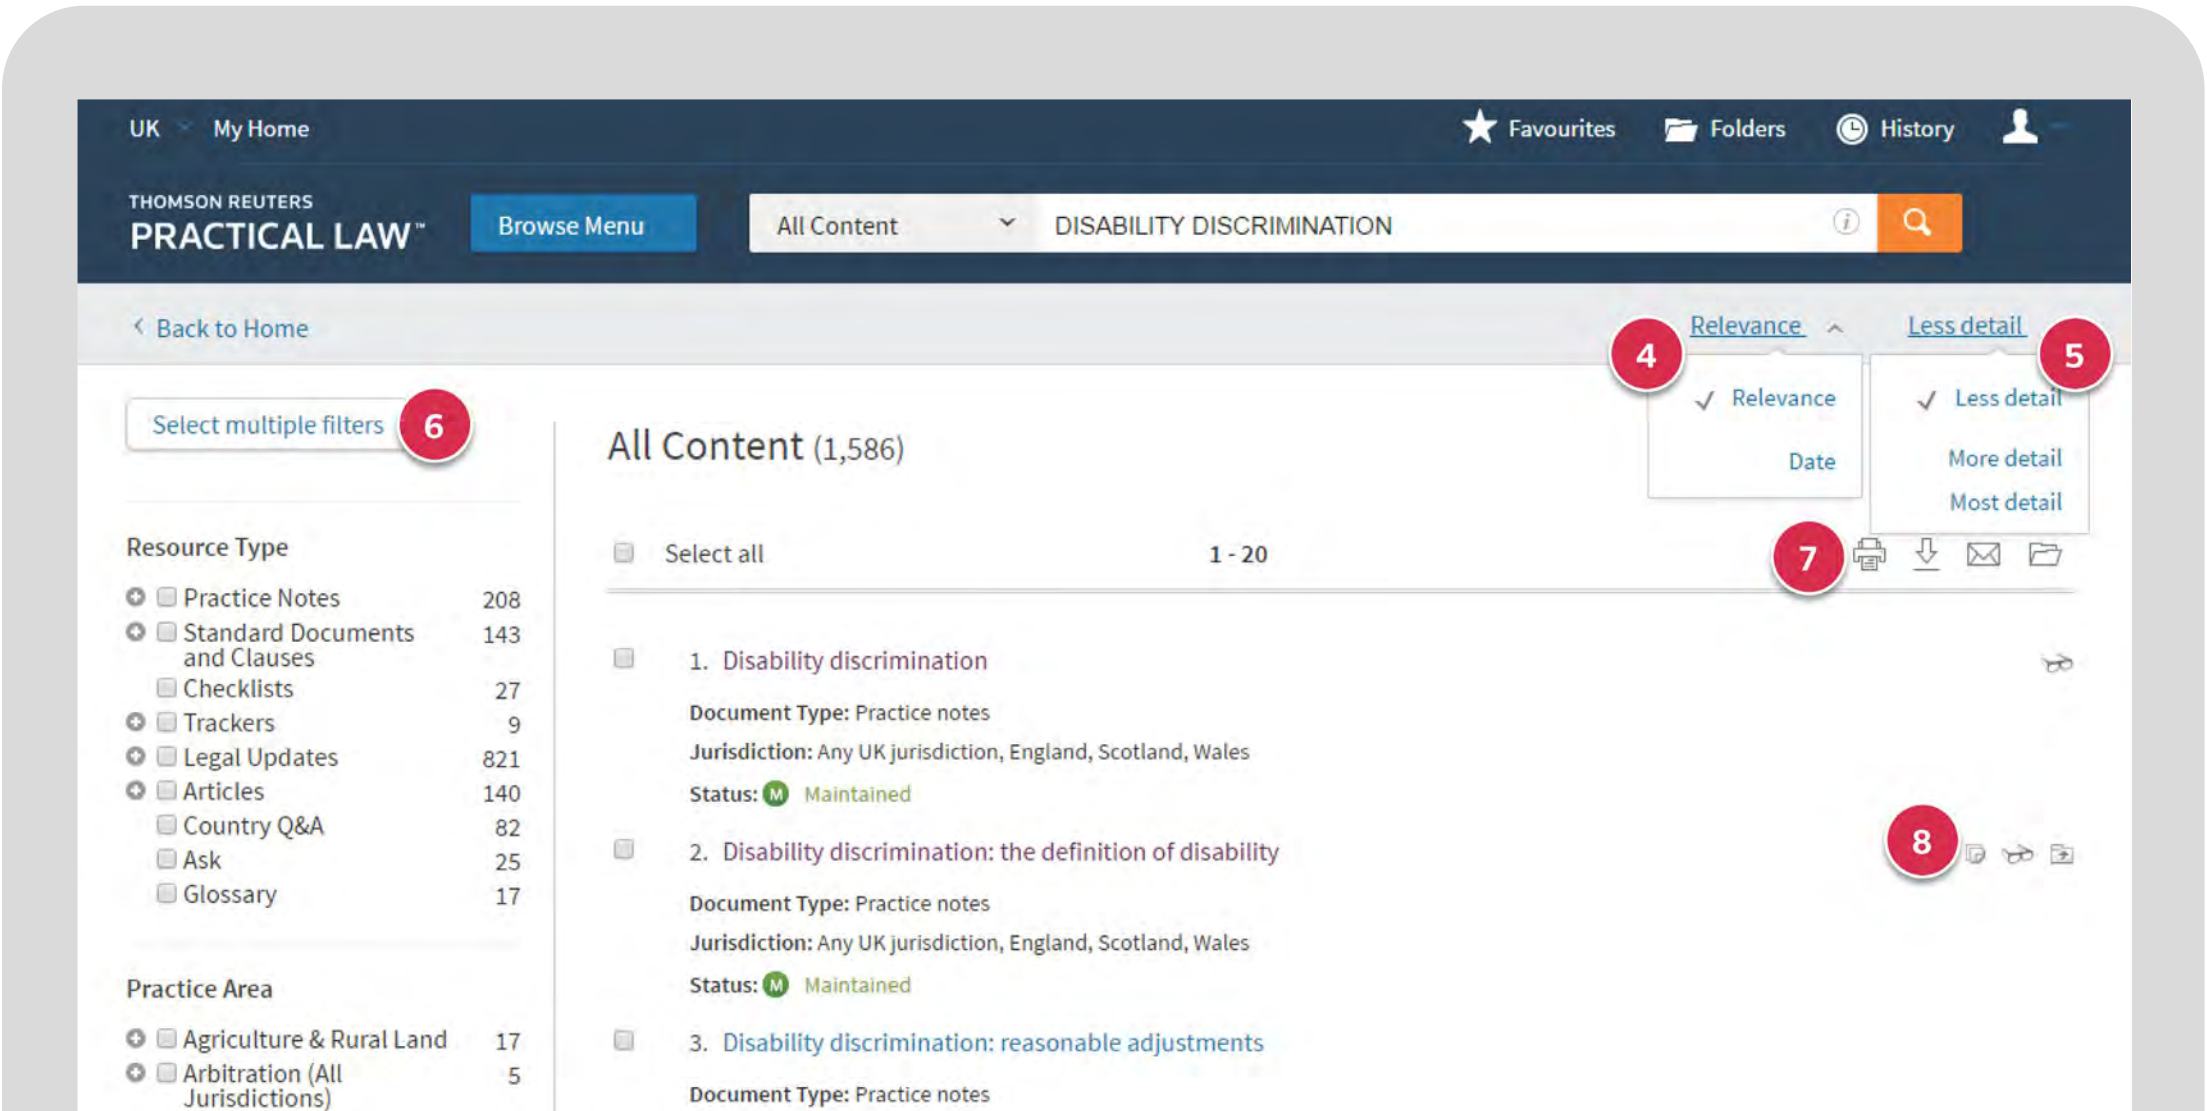 UK My Home Favourites Folders History
THOMSON REUTERS
PRACTICAL LAW™ Browse Menu All Content DISABILITY DISCRIMINATION i
Back to Home
Relevance Less detail
4 5
Relevance
Date
Less detail
More detail
Most detail
Select multiple filters 6
Resource Type
Practice Notes 208
Standard Documents 143
and Clauses
Checklists 27
Trackers 9
Legal Updates 821
Articles 140
Country Q&A 82
Ask 25
Glossary 17
Practice Area
Agriculture & Rural Land 17
Arbitration (All 5
Jurisdictions)
All Content (1,586)
Select all 1 - 20 7
1. Disability discrimination
Document Type: Practice notes
Jurisdiction: Any UK jurisdiction, England, Scotland, Wales
Status: M Maintained
2. Disability discrimination: the definition of disability 8
Document Type: Practice notes
Jurisdiction: Any UK jurisdiction, England, Scotland, Wales
Status: M Maintained
3. Disability discrimination: reasonable adjustments
Document Type: Practice notes